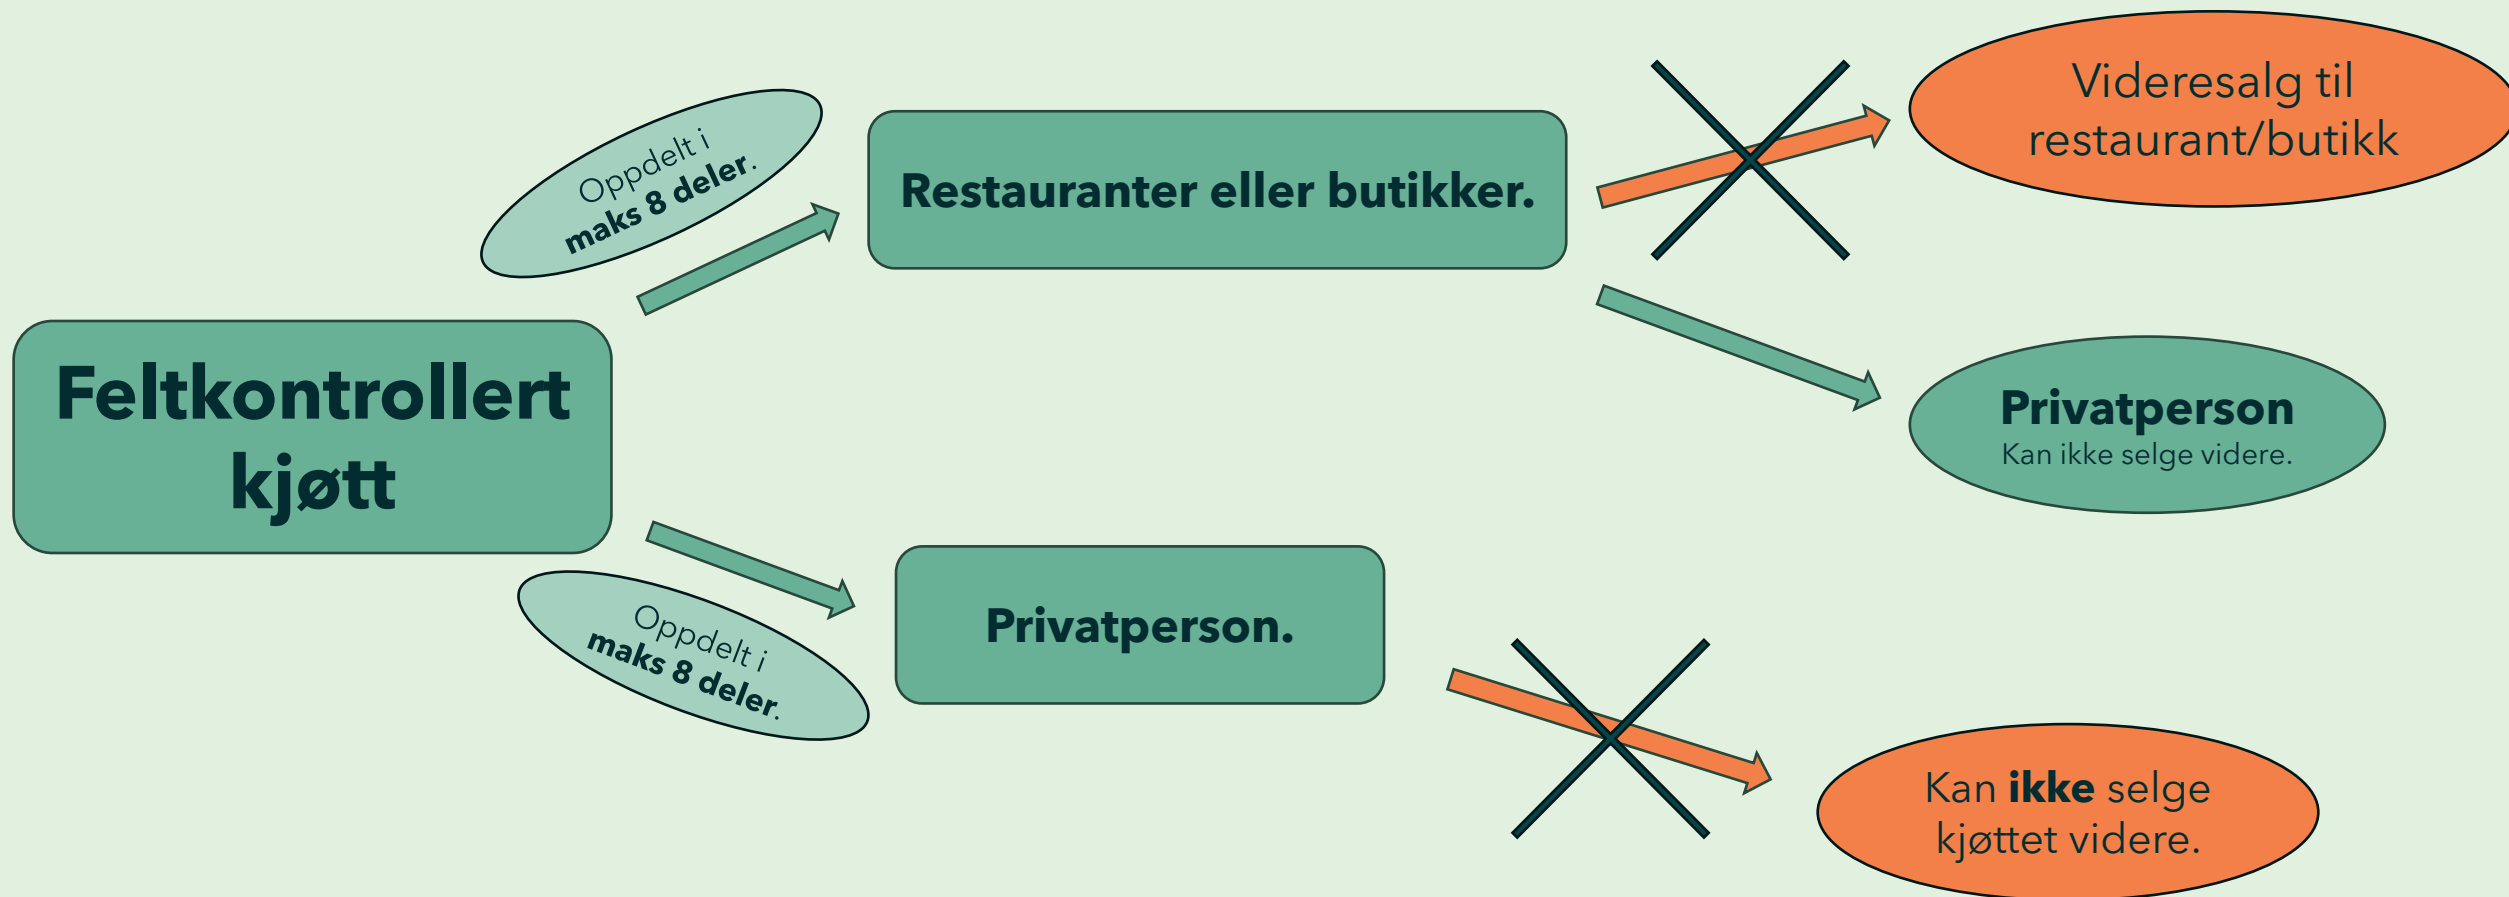 Videresalg til
restaurant/butikk
Oppdelt i
maks 8 deler.
Restauranter eller butikker.
Feltkontrollert
kjøtt
Privatperson
Kan ikke selge videre.
Oppdelt i
maks 8 deler.
Privatperson.
Kan ikke selge
kjøttet videre.